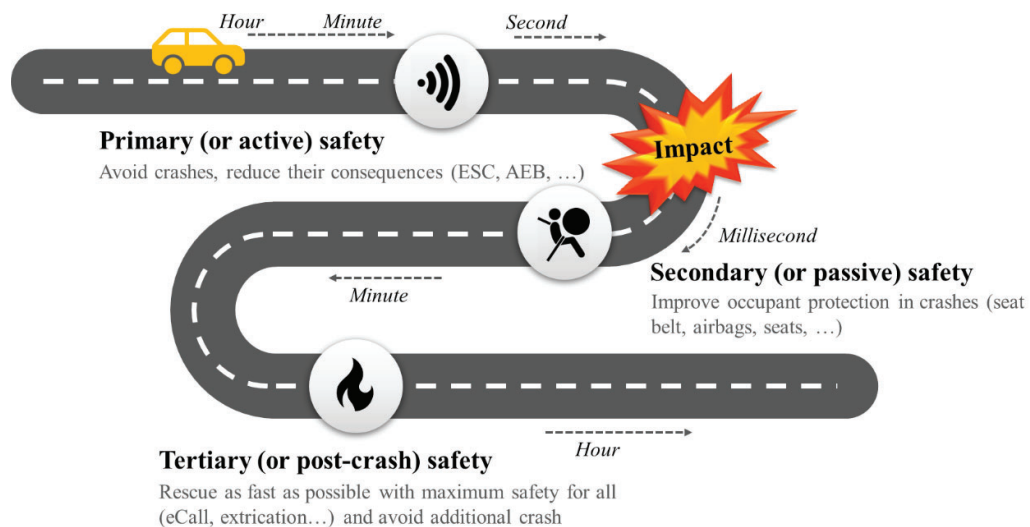 Hour Minute Second
Impact
Primary (or active) safety
Avoid crashes, reduce their consequences (ESC, AEB, …)
Millisecond
Secondary (or passive) safety
Improve occupant protection in crashes (seat
belt, airbags, seats, …)
Minute
Hour
Tertiary (or post-crash) safety
Rescue as fast as possible with maximum safety for all
(eCall, extrication…) and avoid additional crash